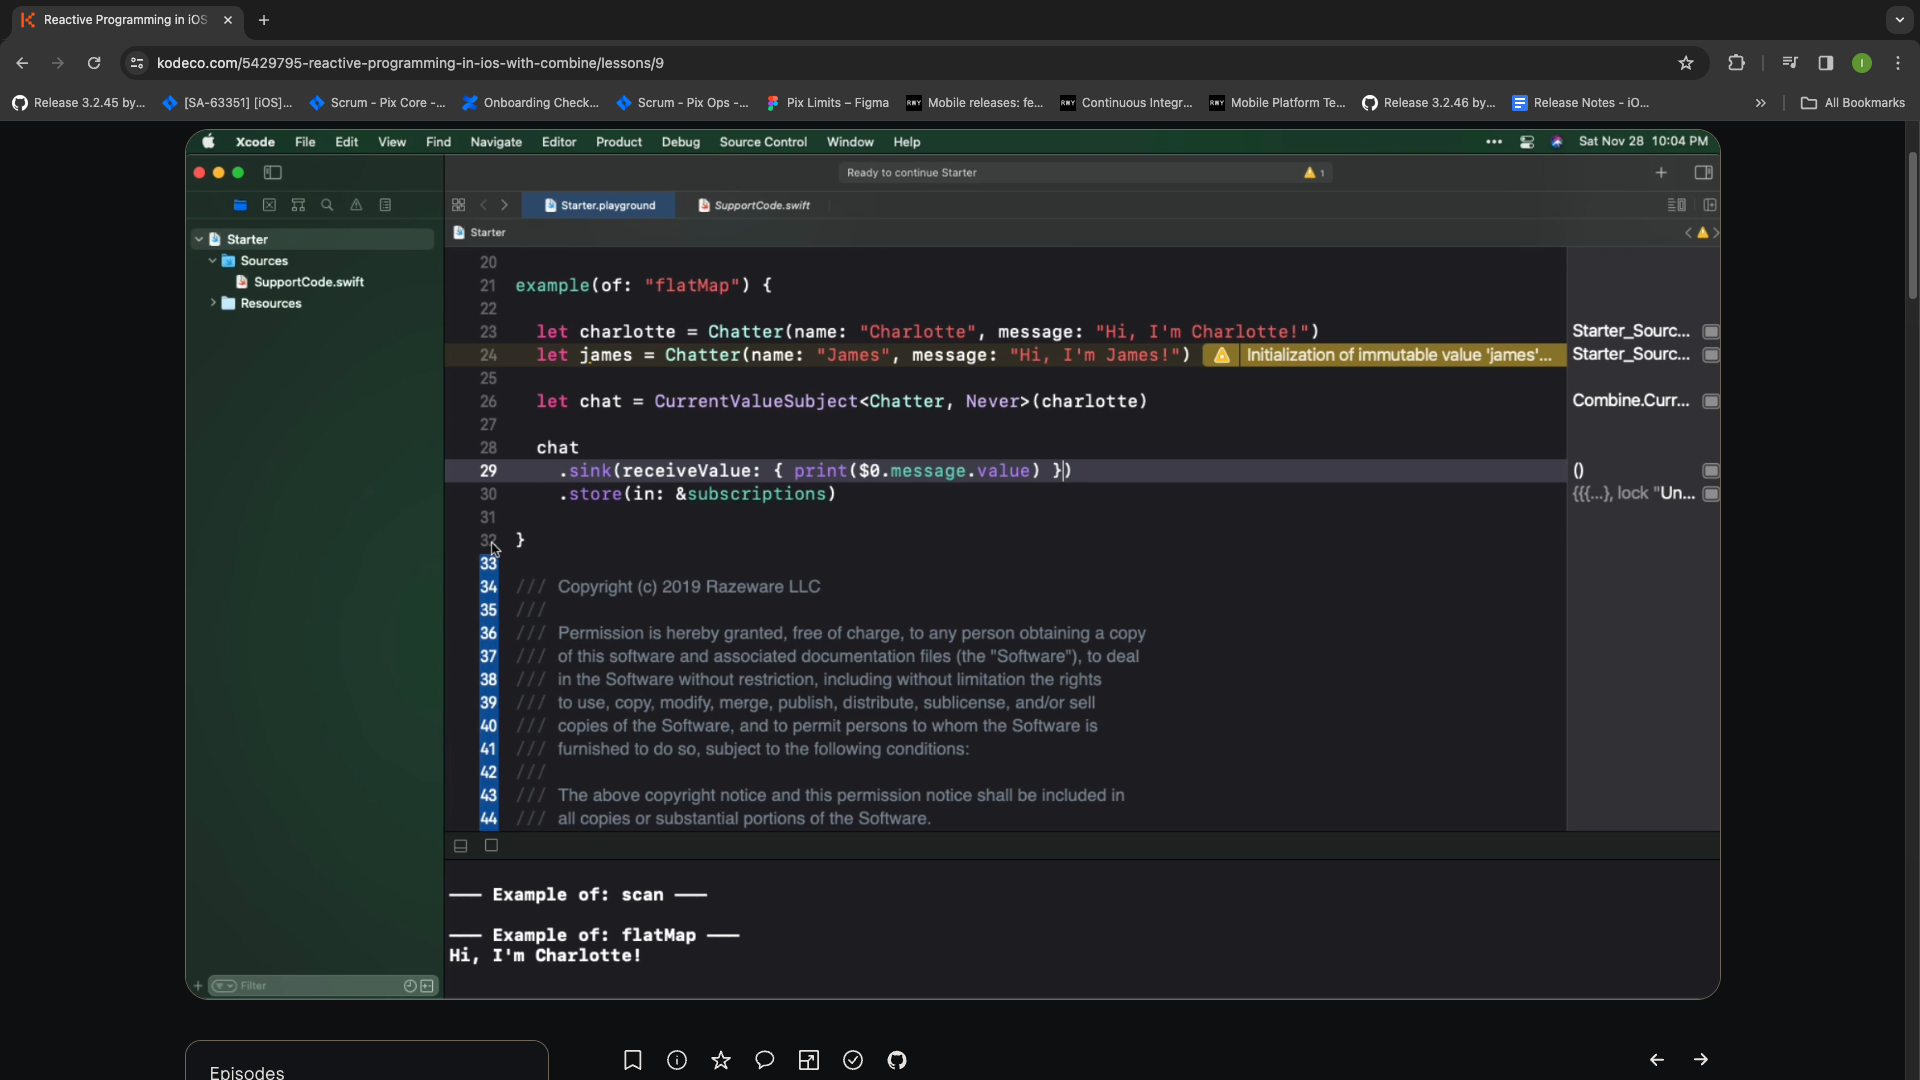 Reactive Programming in iOS
kodeco.com/5429795-reactive-programming-in-ios-with-combine/lessons/9
I
Release 3.2.45 by...
[SA-63351] [iOS]...
Scrum - Pix Core -...
Onboarding Check...
Scrum - Pix Ops -...
Pix Limits – Figma
Mobile releases: fe...
Continuous Integr...
Mobile Platform Te...
Release 3.2.46 by...
Release Notes - iO...
All Bookmarks
Xcode File Edit View Find Navigate Editor Product Debug Source Control Window Help
Sat Nov 28 10:04 PM
Ready to continue Starter
1
Starter.playground
SupportCode.swift
Starter
Starter
Sources
SupportCode.swift
Resources
20
21 example(of: "flatMap") {
22
23 let charlotte = Chatter(name: "Charlotte", message: "Hi, I'm Charlotte!") Starter_Sourc...
24 let james = Chatter(name: "James", message: "Hi, I'm James!") Initialization of immutable value 'james'... Starter_Sourc...
25
26 let chat = CurrentValueSubject<Chatter, Never>(charlotte) Combine.Curr...
27
28 chat
29 .sink(receiveValue: { print($0.message.value) }) ()
30 .store(in: &subscriptions) {{{...}, lock "Un...
31
32 }
33
34 /// Copyright (c) 2019 Razeware LLC
35 ///
36 /// Permission is hereby granted, free of charge, to any person obtaining a copy
37 /// of this software and associated documentation files (the "Software"), to deal
38 /// in the Software without restriction, including without limitation the rights
39 /// to use, copy, modify, merge, publish, distribute, sublicense, and/or sell
40 /// copies of the Software, and to permit persons to whom the Software is
41 /// furnished to do so, subject to the following conditions:
42 ///
43 /// The above copyright notice and this permission notice shall be included in
44 /// all copies or substantial portions of the Software.
—— Example of: scan ——
—— Example of: flatMap ——
Hi, I'm Charlotte!
Filter
Episodes